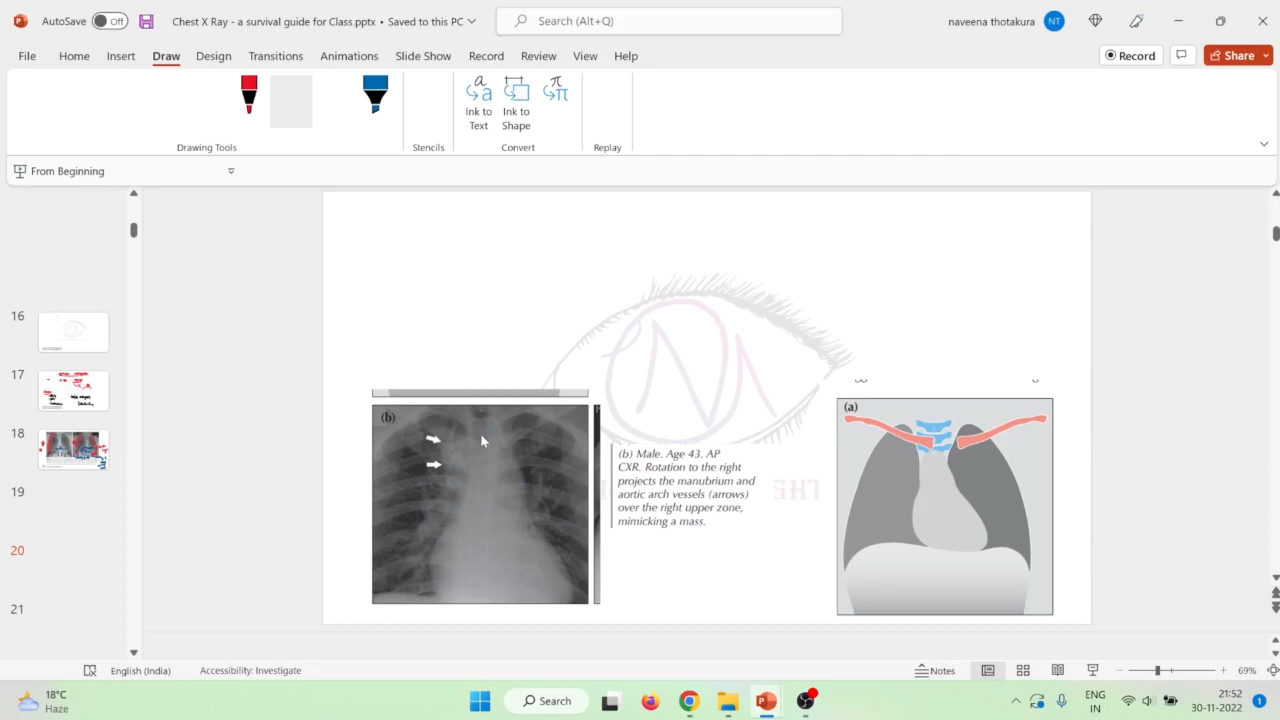 AutoSave Off Chest X Ray - a survival guide for Class.pptx • Saved to this PC Search (Alt+Q) naveena thotakura NT
File Home Insert Draw Design Transitions Animations Slide Show Record Review View Help Record Share
Ink to Text
Ink to Shape
Drawing Tools Stencils Convert Replay
From Beginning
16
17
18
19
20
21
(b)
(b) Male. Age 43. AP
CXR. Rotation to the right
projects the manubrium and
aortic arch vessels (arrows)
over the right upper zone,
mimicking a mass.
(a)
English (India) Accessibility: Investigate Notes 69%
18°C
Haze
Search
ENG
IN
21:52
30-11-2022
1